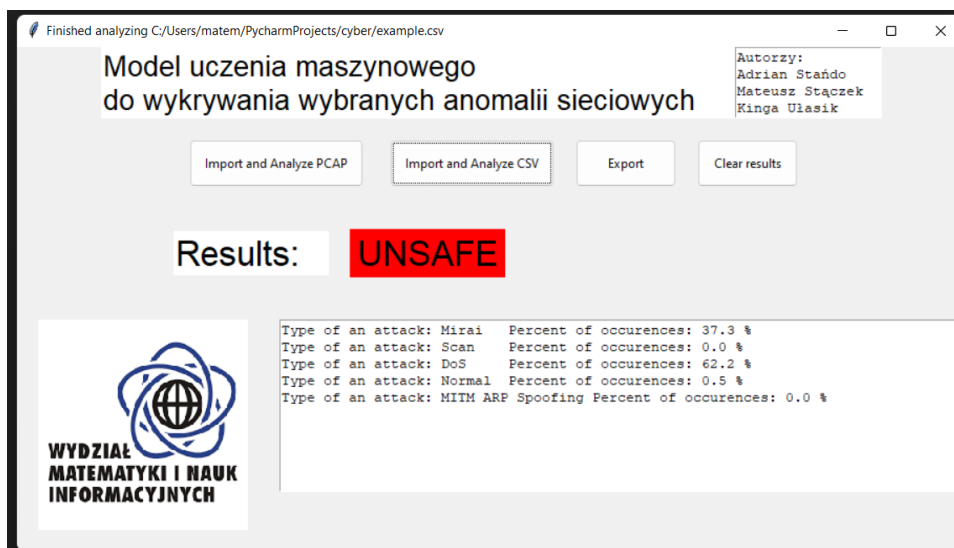 Finished analyzing C:/Users/matem/PycharmProjects/cyber/example.csv
Model uczenia maszynowego
do wykrywania wybranych anomalii sieciowych
Autorzy:
Adrian Stańdo
Mateusz Stączek
Kinga Ułasik
Import and Analyze PCAP
Import and Analyze CSV
Export
Clear results
Results:
UNSAFE
Type of an attack: Mirai Percent of occurences: 37.3 %
Type of an attack: Scan Percent of occurences: 0.0 %
Type of an attack: DoS Percent of occurences: 62.2 %
Type of an attack: Normal Percent of occurences: 0.5 %
Type of an attack: MITM ARP Spoofing Percent of occurences: 0.0 %
WYDZIAŁ
MATEMATYKI I NAUK
INFORMACYJNYCH